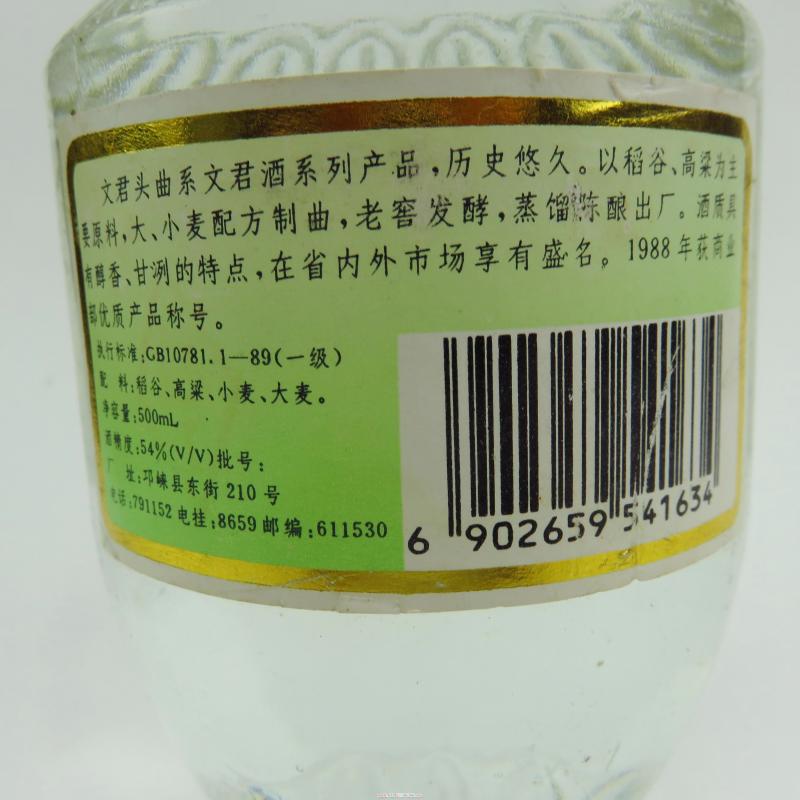 文君头曲系文君酒系列产品，历史悠久。以稻谷、高粱为主
要原料，大、小麦配方制曲，老窖发酵，蒸馏陈酿出厂。酒质具
有醇香、甘冽的特点，在省内外市场享有盛名。1988年获商业
部优质产品称号。
执行标准：GB10781.1—89（一级）
配 料：稻谷、高粱、小麦、大麦。
净容量：500mL
酒精度：54%(V/V)批号：
厂 址：邛崃县东街210号
电话：791152 电挂：8659 邮编：611530
6 902659 541634